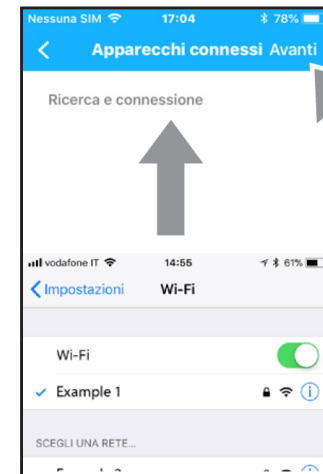 Nessuna SIM 17:04 78%
Apparecchi connessi Avanti
Ricerca e connessione
vodafone IT 14:55 61%
Impostazioni Wi-Fi
Wi-Fi
Example 1
SCEGLI UNA RETE...